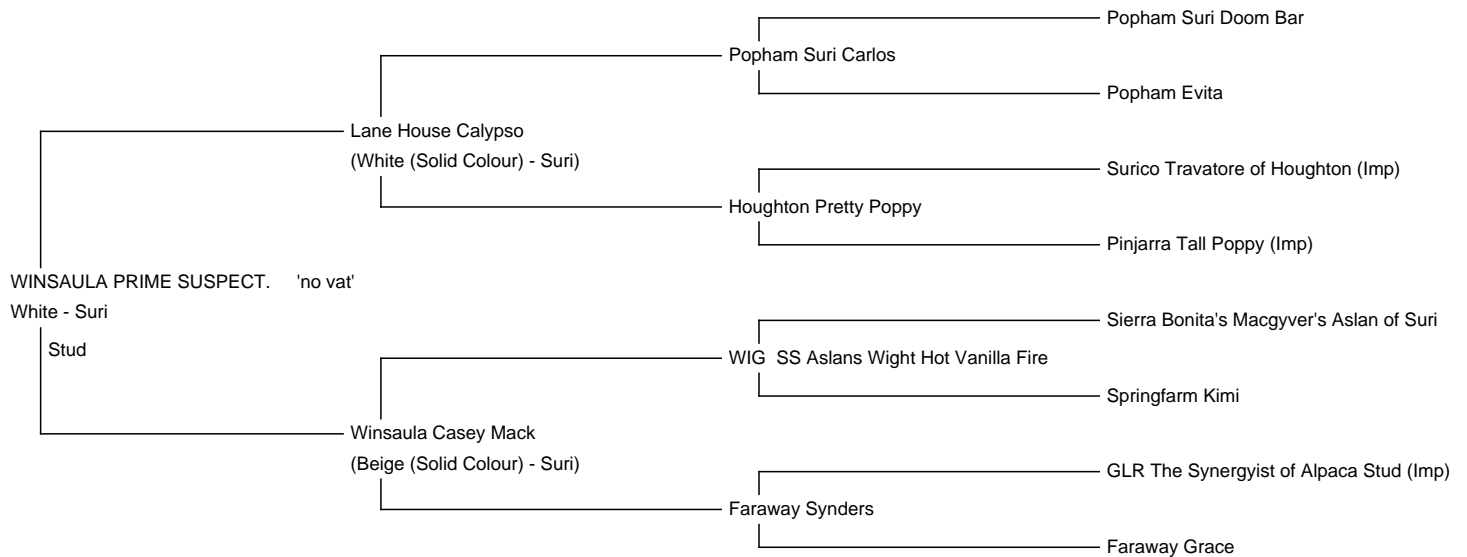 Popham Suri Doom Bar
Popham Suri Carlos
Popham Evita
Lane House Calypso
(White (Solid Colour) - Suri)
Surico Travatore of Houghton (Imp)
Houghton Pretty Poppy
Pinjarra Tall Poppy (Imp)
WINSAULA PRIME SUSPECT. 'no vat'
White - Suri
Stud
Sierra Bonita's Macgyver's Aslan of Suri
WIG SS Aslans Wight Hot Vanilla Fire
Springfarm Kimi
Winsaula Casey Mack
(Beige (Solid Colour) - Suri)
GLR The Synergyist of Alpaca Stud (Imp)
Faraway Synders
Faraway Grace